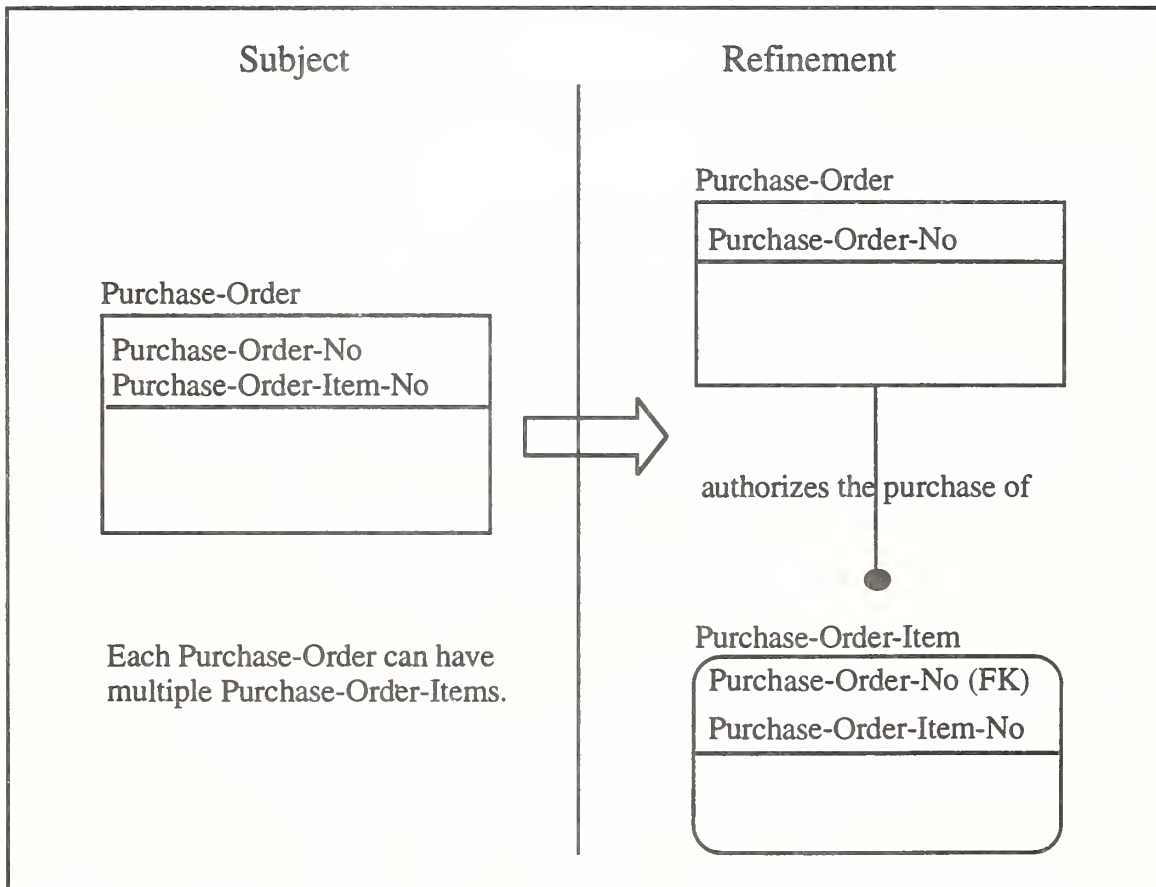 Subject
Refinement
Purchase-Order
Purchase-Order-No
Purchase-Order-Item-No
Each Purchase-Order can have
multiple Purchase-Order-Items.
Purchase-Order
Purchase-Order-No
authorizes the purchase of
Purchase-Order-Item
Purchase-Order-No (FK)
Purchase-Order-Item-No